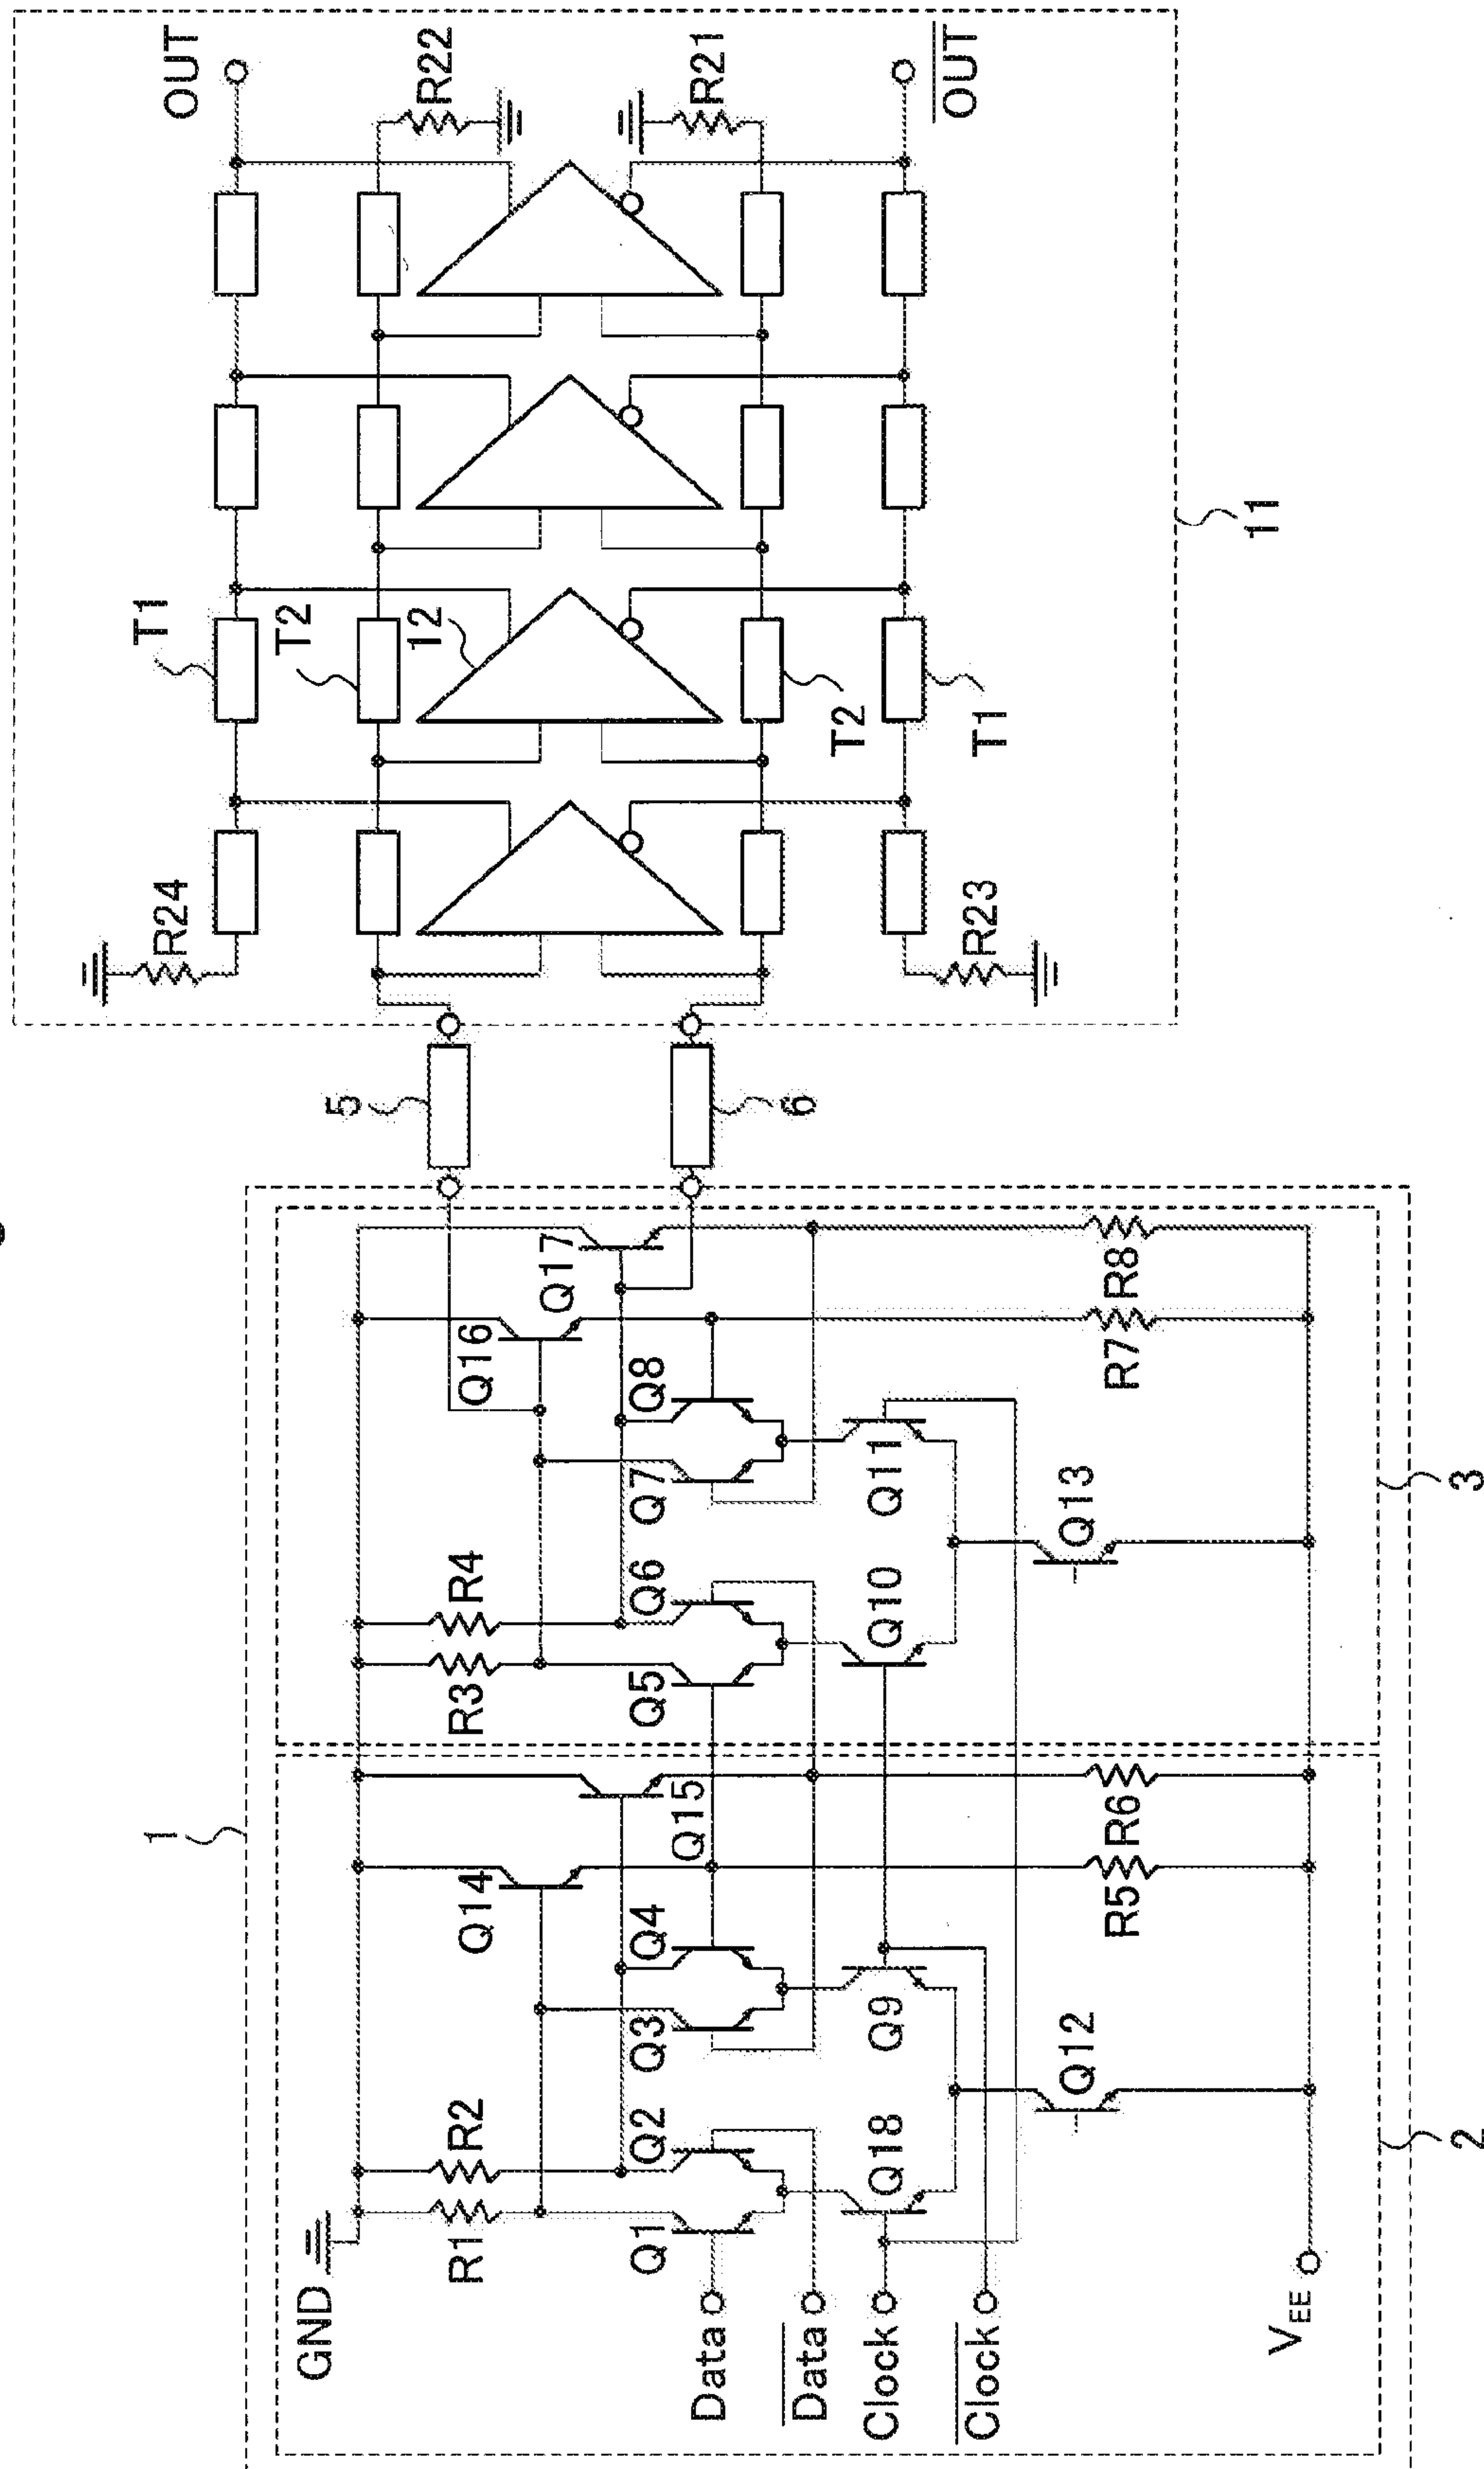 OUT
R22
R21
OUT
T1
T2
12
T2
T1
R24
R23
11
5
6
1
GND
R1
R2
Q14
Q15
R3
R4
Q16
Q17
Q1
Q2
Q3
Q4
Q5
Q6
Q7
Q8
Data
Data
Clock
Clock
Q18
Q9
Q10
Q11
Q12
Q13
R5
R6
R7
R8
VEE
2
3